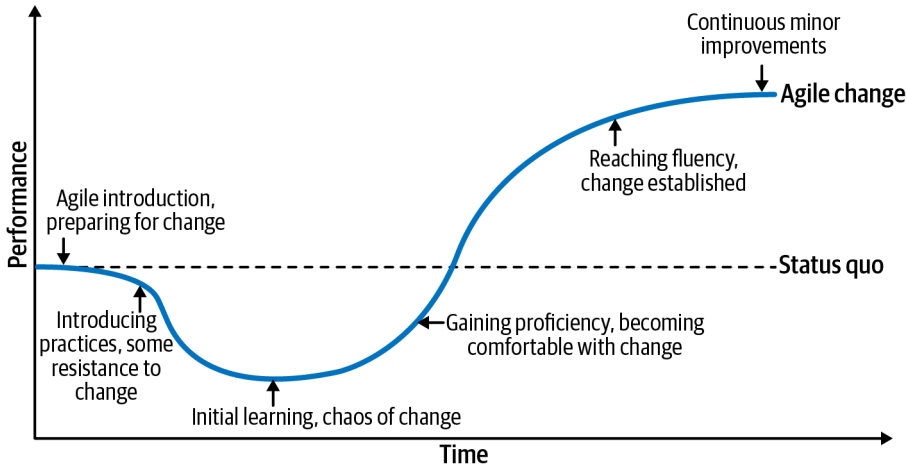 Continuous minor
improvements
Agile change
Reaching fluency,
change established
Agile introduction,
preparing for change
Performance
Status quo
Introducing
practices, some
resistance to
change
Gaining proficiency, becoming
comfortable with change
Initial learning, chaos of change
Time